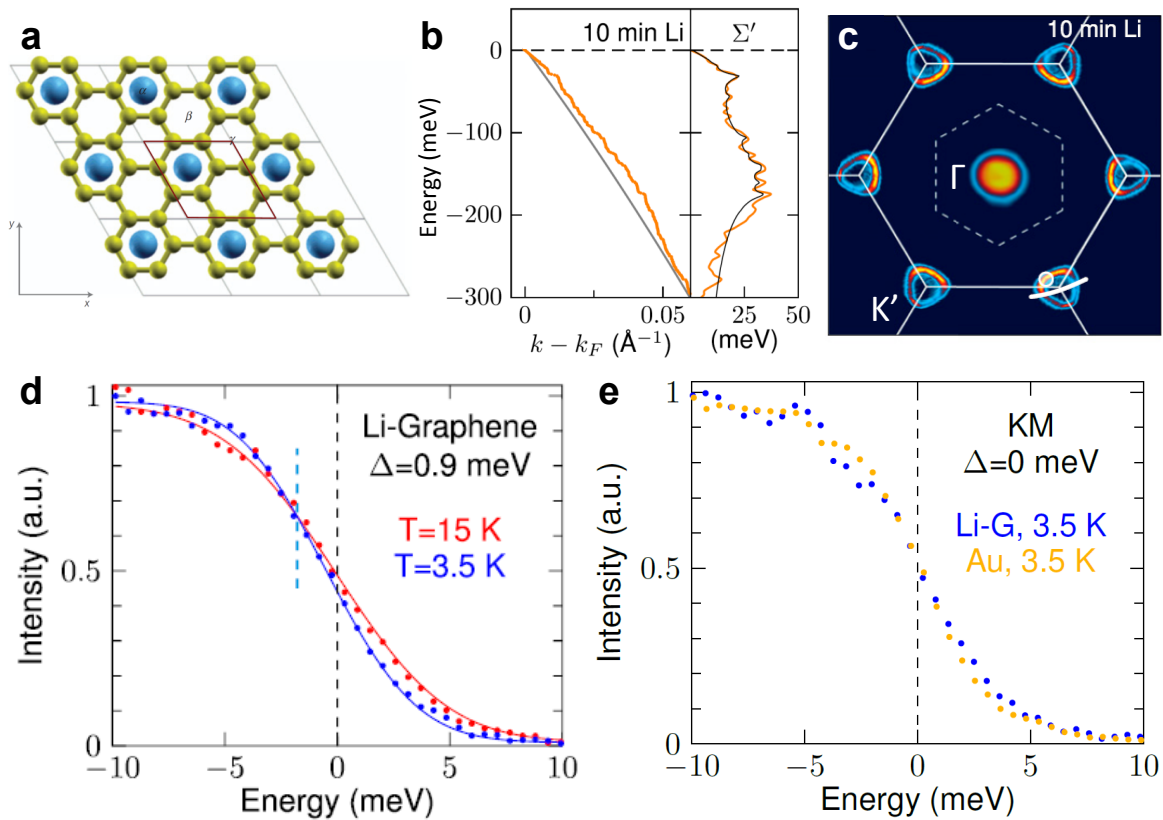 a
α
β
γ
y
x
b
10 min Li
Σ′
0
−100
−200
−300
Energy (meV)
0
0.05
25
50
k − kF (Å−1)
(meV)
c
10 min Li
Γ
K′
d
1
0.5
0
Intensity (a.u.)
Li-Graphene
Δ=0.9 meV
T=15 K
T=3.5 K
−10
−5
0
5
10
Energy (meV)
e
1
0.5
0
Intensity (a.u.)
KM
Δ=0 meV
Li-G, 3.5 K
Au, 3.5 K
−10
−5
0
5
10
Energy (meV)